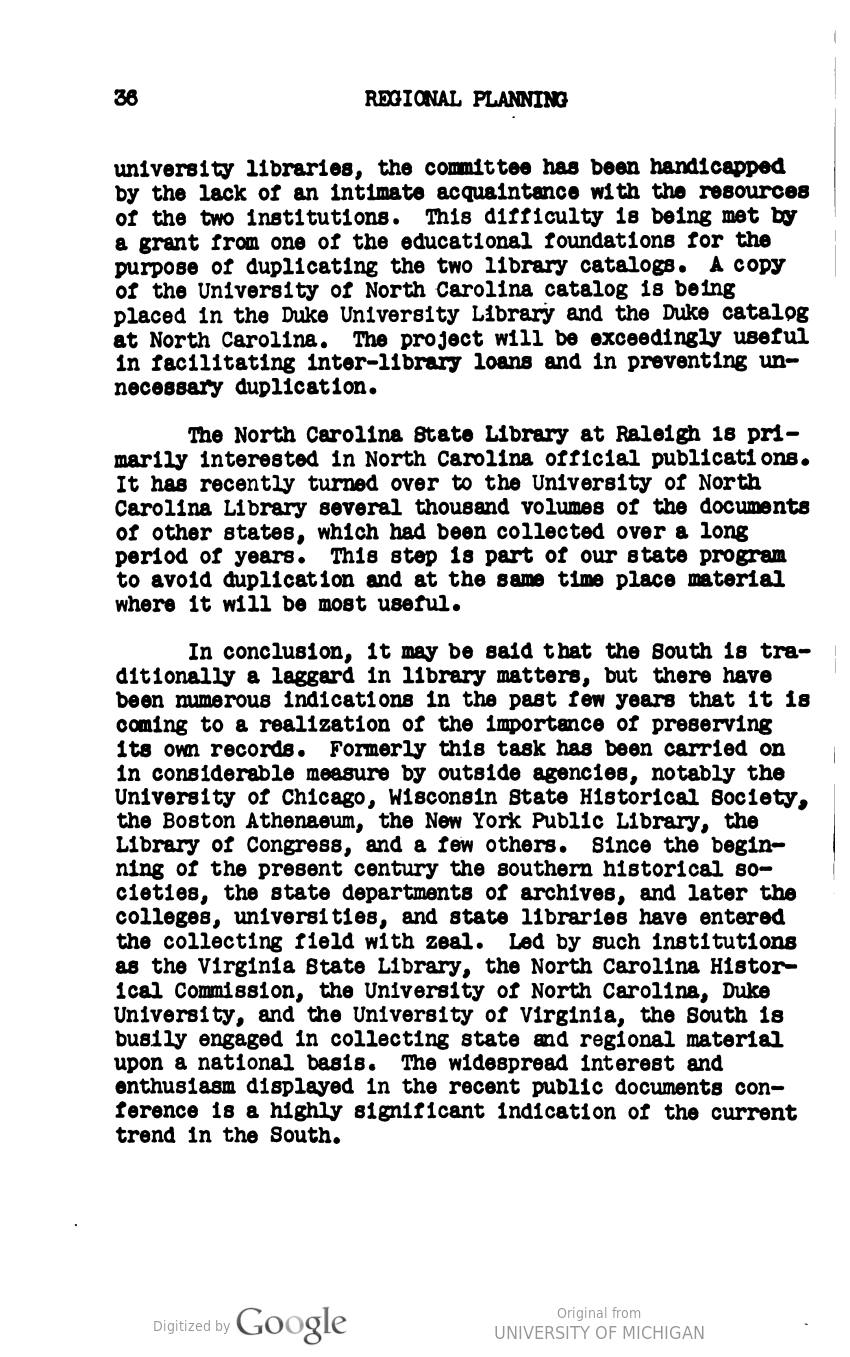 36 REGIONAL PLANNING
university libraries, the committee has been handicapped
by the lack of an intimate acquaintance with the resources
of the two institutions. This difficulty is being met by
a grant from one of the educational foundations for the
purpose of duplicating the two library catalogs. A copy
of the University of North Carolina catalog is being
placed in the Duke University Library and the Duke catalog
at North Carolina. The project will be exceedingly useful
in facilitating inter-library loans and in preventing un-
necessary duplication.
The North Carolina State Library at Raleigh is pri-
marily interested in North Carolina official publications.
It has recently turned over to the University of North
Carolina Library several thousand volumes of the documents
of other states, which had been collected over a long
period of years. This step is part of our state program
to avoid duplication and at the same time place material
where it will be most useful.
In conclusion, it may be said that the South is tra-
ditionally a laggard in library matters, but there have
been numerous indications in the past few years that it is
coming to a realization of the importance of preserving
its own records. Formerly this task has been carried on
in considerable measure by outside agencies, notably the
University of Chicago, Wisconsin State Historical Society,
the Boston Athenaeum, the New York Public Library, the
Library of Congress, and a few others. Since the begin-
ning of the present century the southern historical so-
cieties, the state departments of archives, and later the
colleges, universities, and state libraries have entered
the collecting field with zeal. Led by such institutions
as the Virginia State Library, the North Carolina Histor-
ical Commission, the University of North Carolina, Duke
University, and the University of Virginia, the South is
busily engaged in collecting state and regional material
upon a national basis. The widespread interest and
enthusiasm displayed in the recent public documents con-
ference is a highly significant indication of the current
trend in the South.
Digitized by Google
Original from
UNIVERSITY OF MICHIGAN